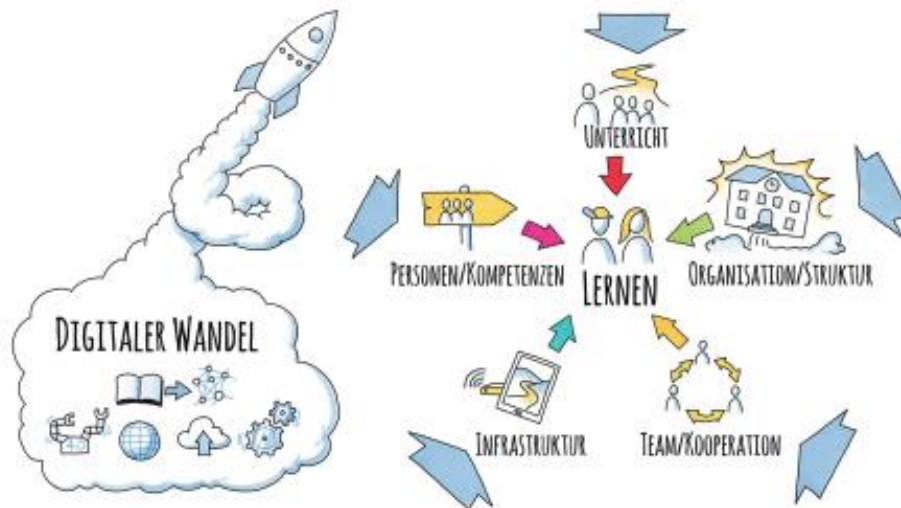 DIGITALER WANDEL
UNTERRICHT
PERSONEN/KOMPETENZEN
LERNEN
ORGANISATION/STRUKTUR
INFRASTRUKTUR
TEAM/KOOPERATION